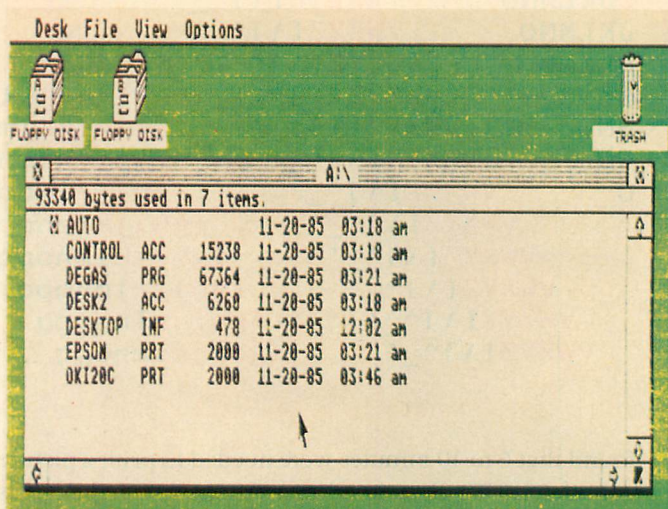 Desk File View Options
A
B
FLOPPY DISK FLOPPY DISK
TRASH
A:\
93340 bytes used in 7 items.
AUTO 11-20-85 03:18 am
CONTROL ACC 15238 11-20-85 03:18 am
DEGAS PRG 67364 11-20-85 03:21 am
DESK2 ACC 6260 11-20-85 03:18 am
DESKTOP INF 478 11-20-85 12:02 am
EPSON PRT 2000 11-20-85 03:21 am
OKI20C PRT 2000 11-20-85 03:46 am